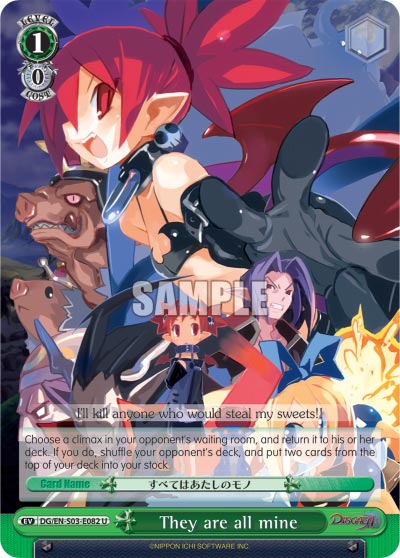 LEVEL
1
0
COST
SAMPLE
I'll kill anyone who would steal my sweets!!
Choose a climax in your opponent's waiting room, and return it to his or her
deck. If you do, shuffle your opponent's deck, and put two cards from the
top of your deck into your stock.
Card Name すべてはあたしのモノ
EV DG/EN-S03-E082 U They are all mine DISGAEA
©NIPPON ICHI SOFTWARE INC.